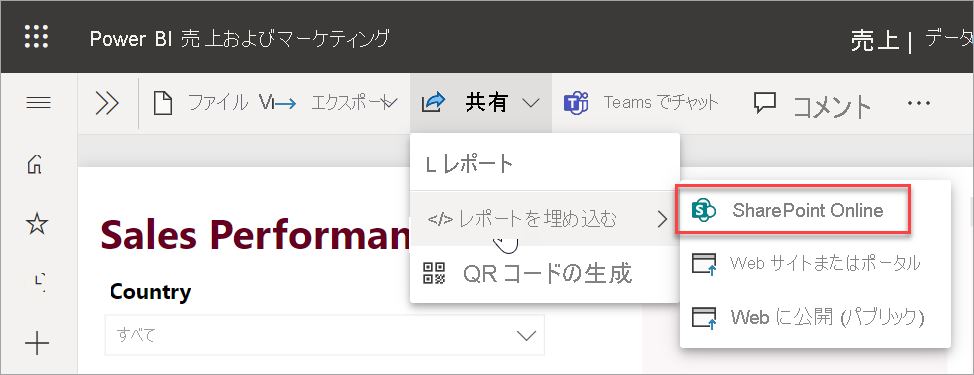 Power BI 売上およびマーケティング
売上 | データ
ファイル エクスポート 共有 Teams でチャット コメント ...
L レポート
</> レポートを埋め込む
QR コードの生成
SharePoint Online
Web サイトまたはポータル
Web に公開 (パブリック)
Sales Performan
Country
すべて